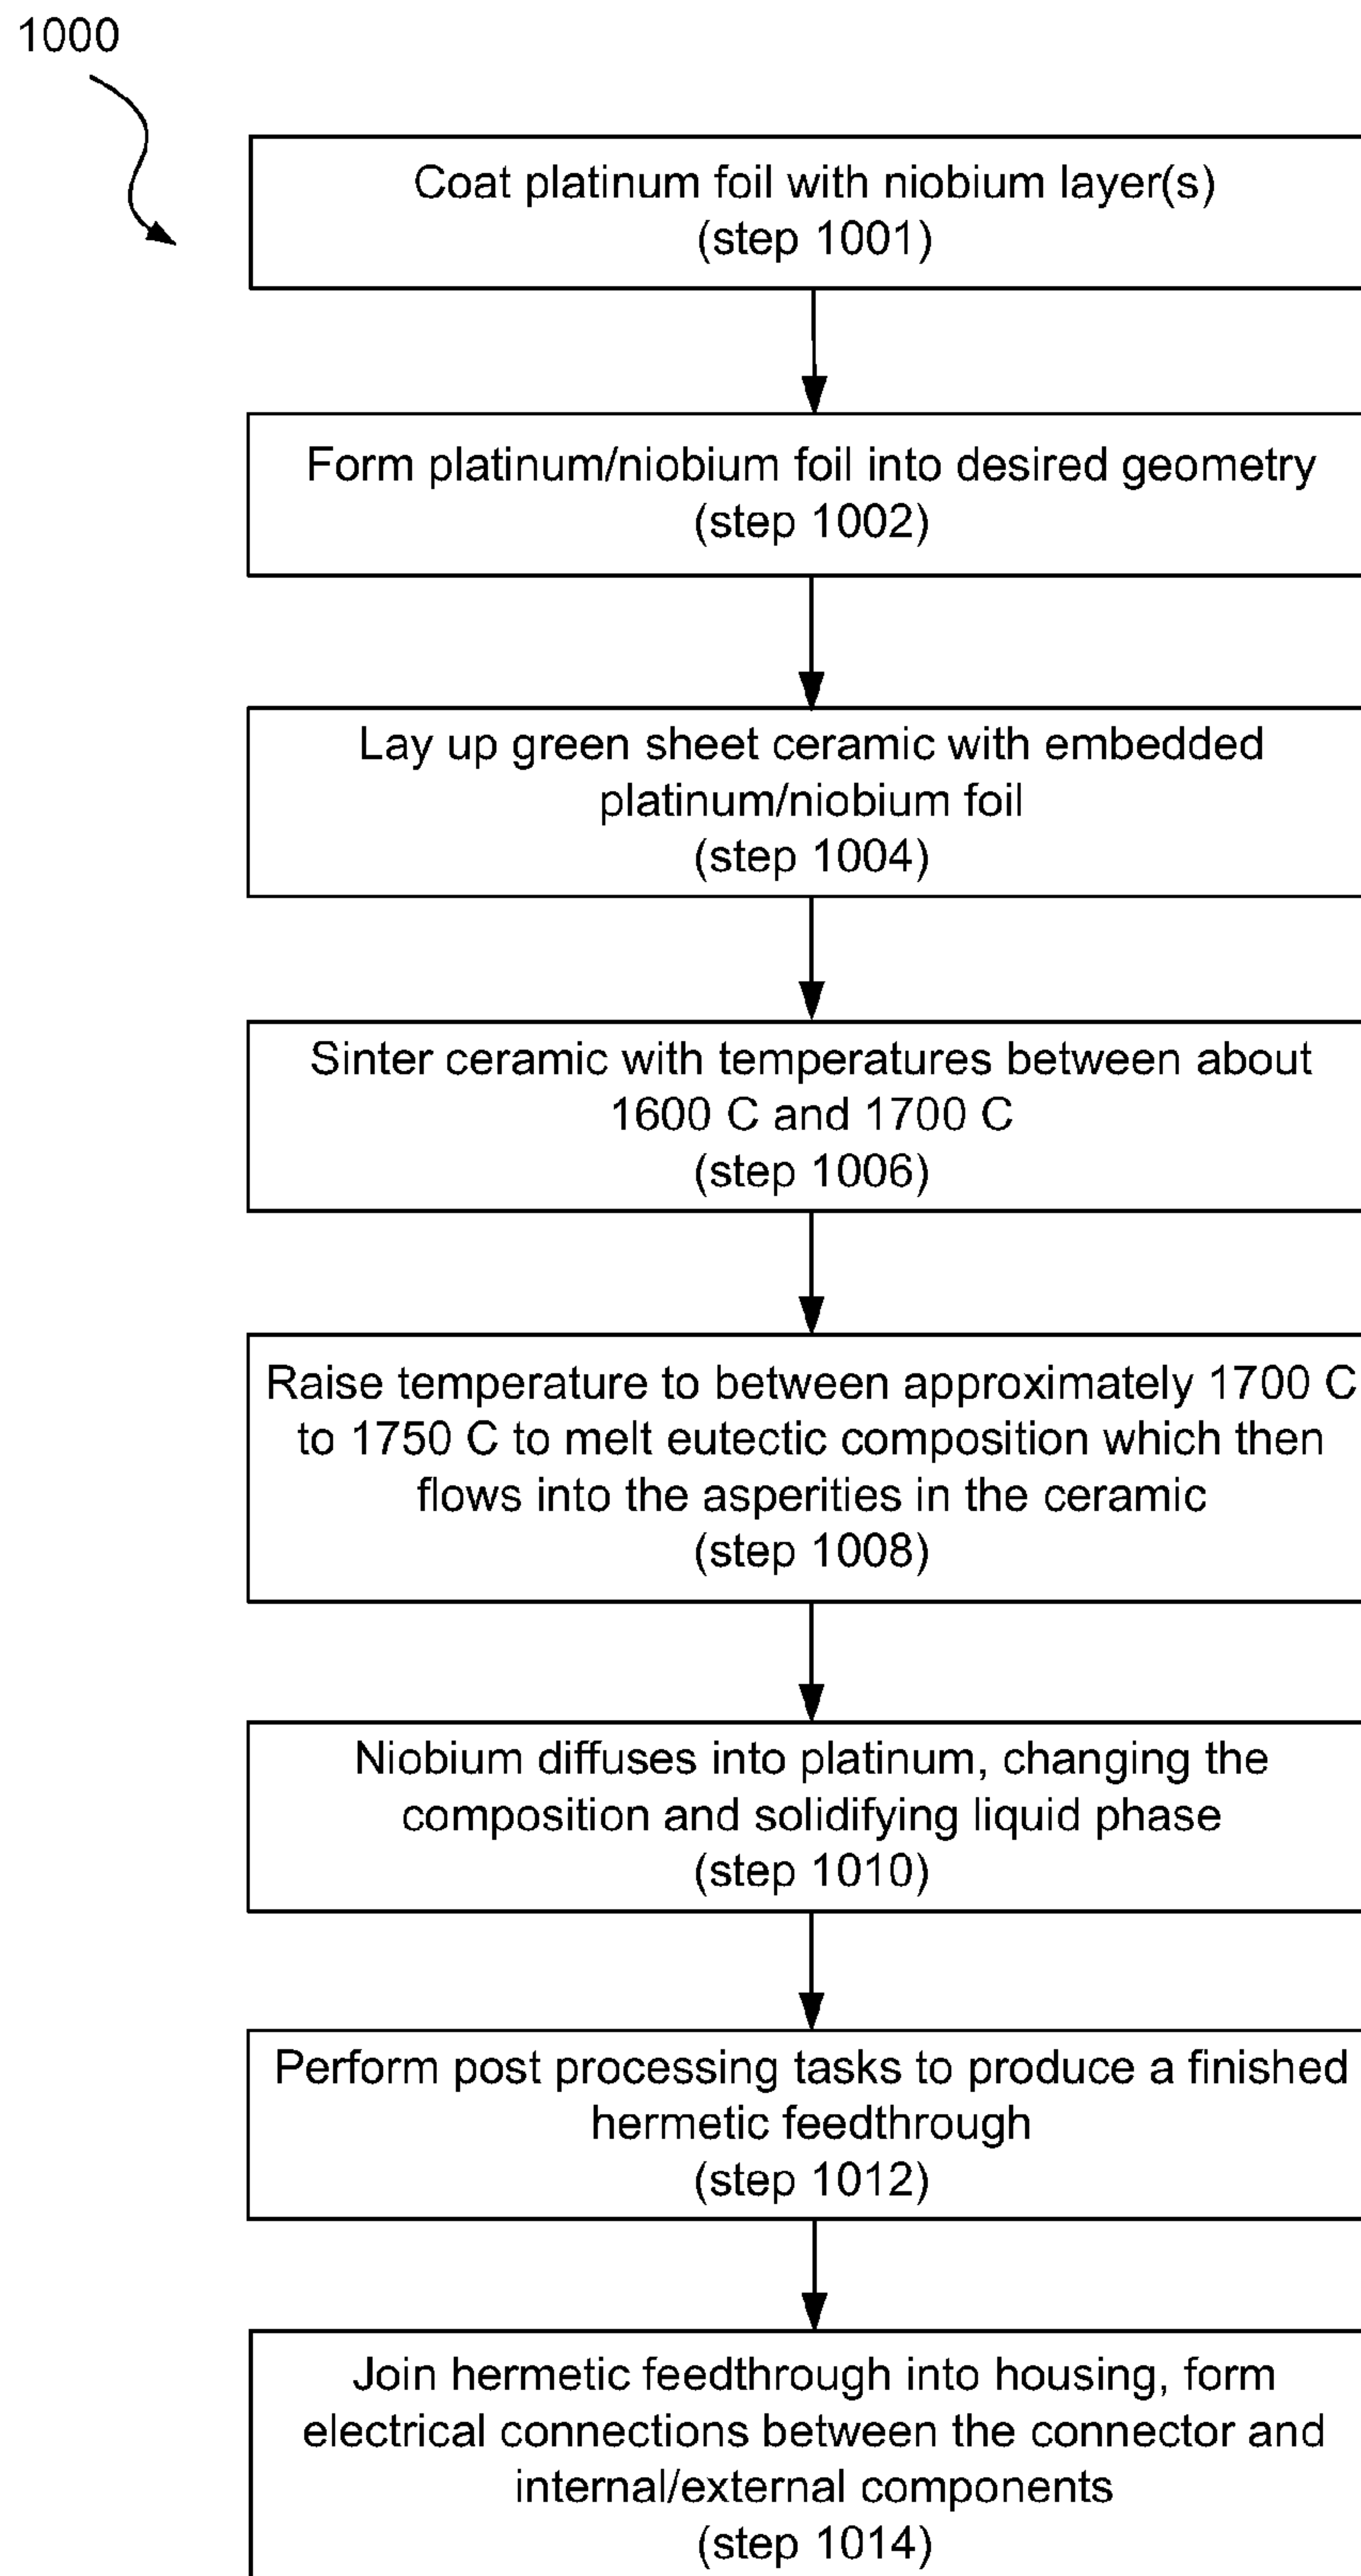 1000
Coat platinum foil with niobium layer(s)
(step 1001)
Form platinum/niobium foil into desired geometry
(step 1002)
Lay up green sheet ceramic with embedded
platinum/niobium foil
(step 1004)
Sinter ceramic with temperatures between about
1600 C and 1700 C
(step 1006)
Raise temperature to between approximately 1700 C
to 1750 C to melt eutectic composition which then
flows into the asperities in the ceramic
(step 1008)
Niobium diffuses into platinum, changing the
composition and solidifying liquid phase
(step 1010)
Perform post processing tasks to produce a finished
hermetic feedthrough
(step 1012)
Join hermetic feedthrough into housing, form
electrical connections between the connector and
internal/external components
(step 1014)